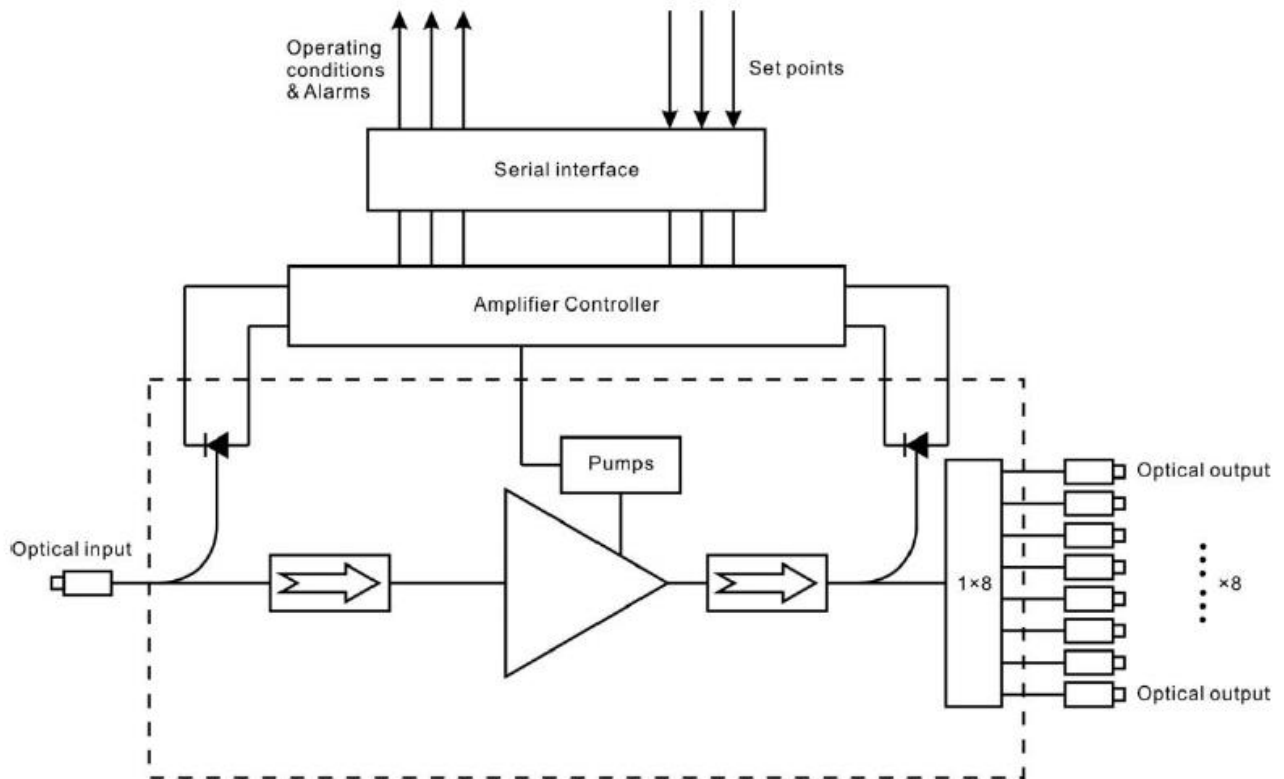 Operating
conditions
& Alarms
Set points
Serial interface
Amplifier Controller
Pumps
Optical input
1×8
Optical output
×8
Optical output